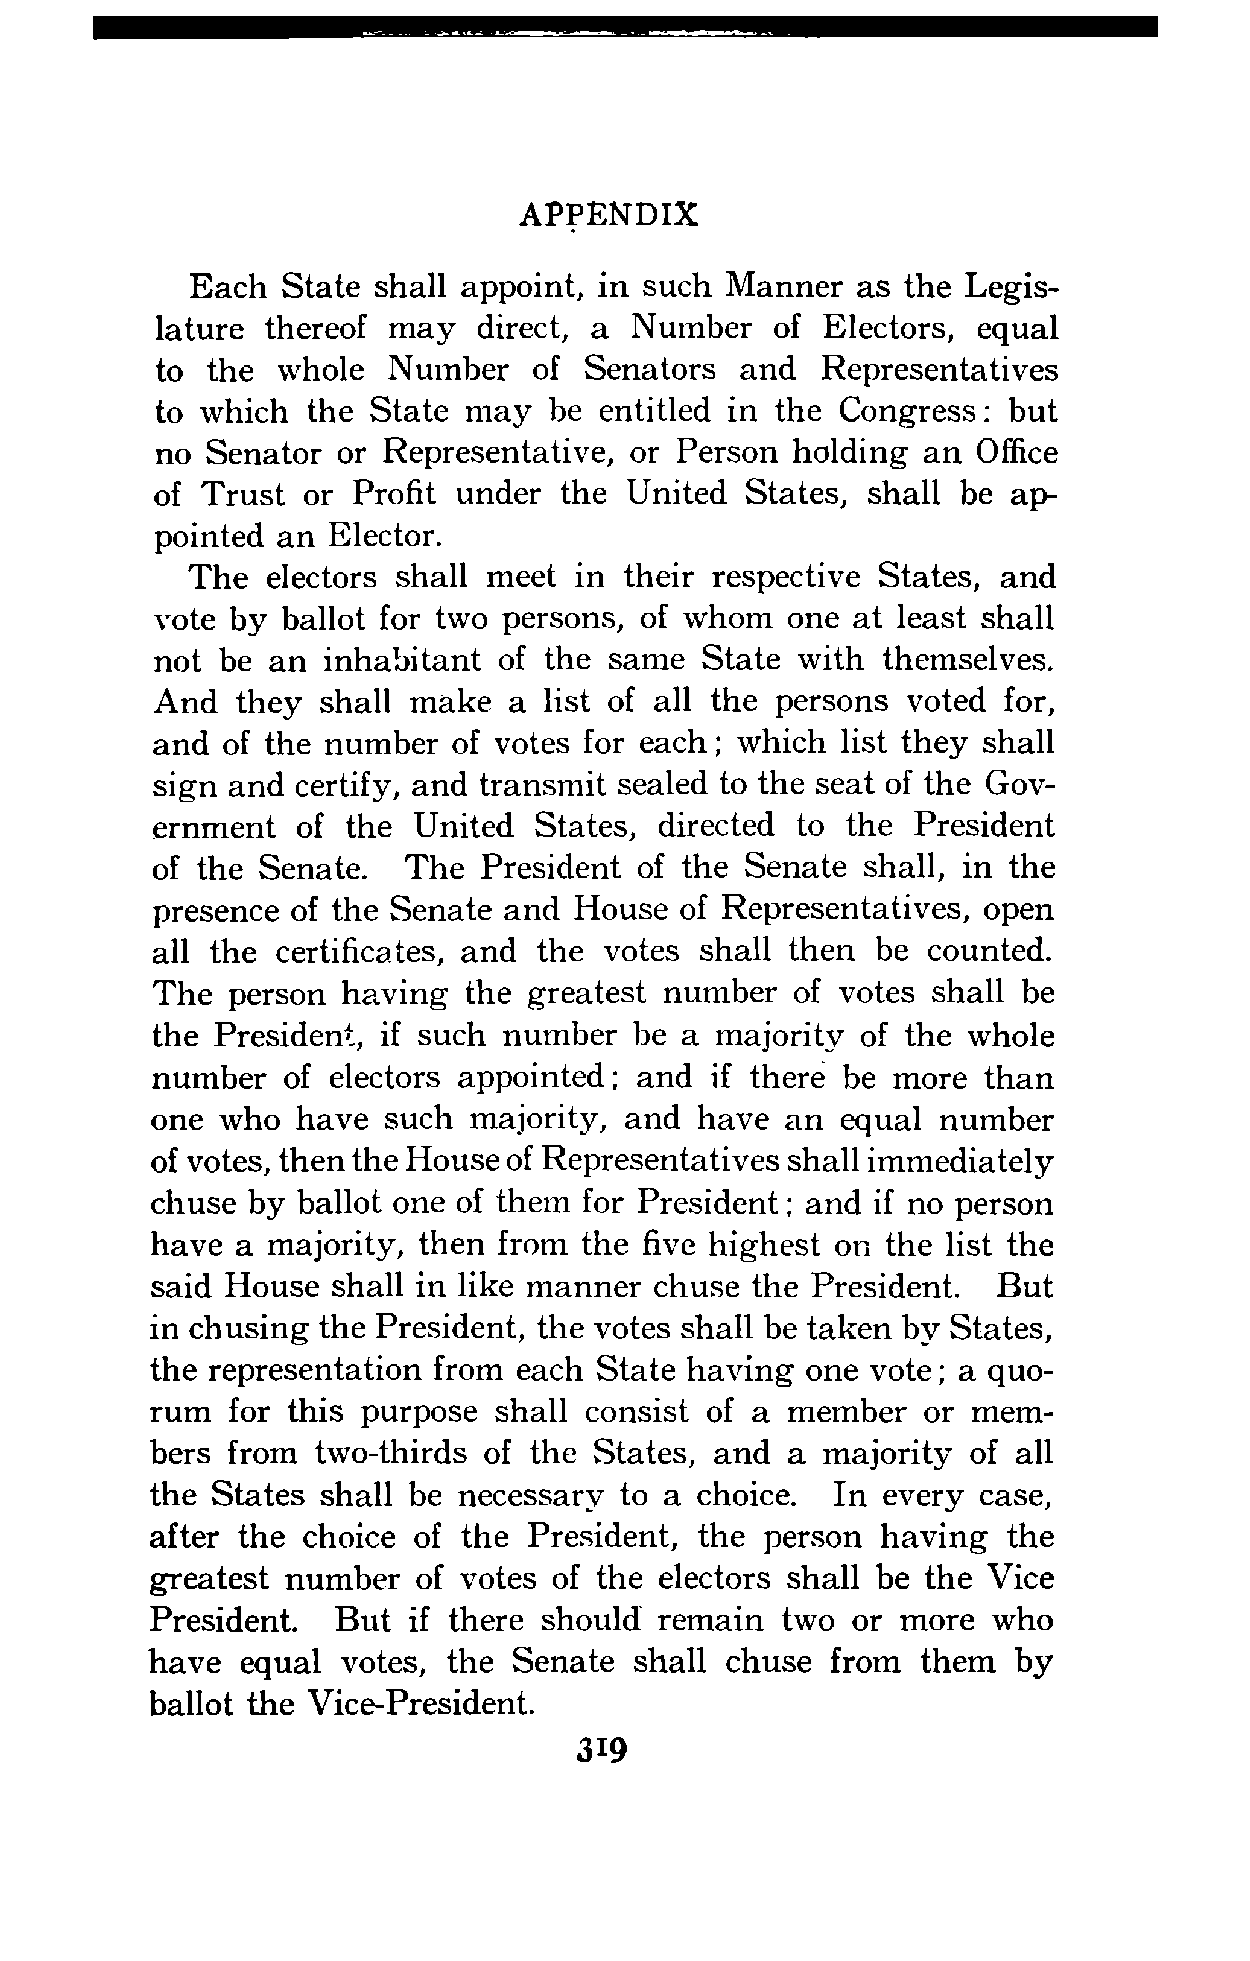 APPENDIX
Each State shall appoint, in such Manner as the Legis-
lature thereof may direct, a Number of Electors, equal
to the whole Number of Senators and Representatives
to which the State may be entitled in the Congress: but
no Senator or Representative, or Person holding an Office
of Trust or Profit under the United States, shall be ap-
pointed an Elector.
The electors shall meet in their respective States, and
vote by ballot for two persons, of whom one at least shall
not be an inhabitant of the same State with themselves.
And they shall make a list of all the persons voted for,
and of the number of votes for each; which list they shall
sign and certify, and transmit sealed to the seat of the Gov-
ernment of the United States, directed to the President
of the Senate. The President of the Senate shall, in the
presence of the Senate and House of Representatives, open
all the certificates, and the votes shall then be counted.
The person having the greatest number of votes shall be
the President, if such number be a majority of the whole
number of electors appointed; and if there be more than
one who have such majority, and have an equal number
of votes, then the House of Representatives shall immediately
chuse by ballot one of them for President; and if no person
have a majority, then from the five highest on the list the
said House shall in like manner chuse the President. But
in chusing the President, the votes shall be taken by States,
the representation from each State having one vote; a quo-
rum for this purpose shall consist of a member or mem-
bers from two-thirds of the States, and a majority of all
the States shall be necessary to a choice. In every case,
after the choice of the President, the person having the
greatest number of votes of the electors shall be the Vice
President. But if there should remain two or more who
have equal votes, the Senate shall chuse from them by
ballot the Vice-President.
319